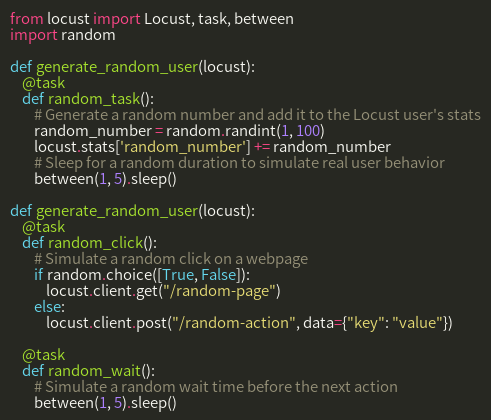 from locust import Locust, task, between
import random

def generate_random_user(locust):
    @task
    def random_task():
        # Generate a random number and add it to the Locust user's stats
        random_number = random.randint(1, 100)
        locust.stats['random_number'] += random_number
        # Sleep for a random duration to simulate real user behavior
        between(1, 5).sleep()

def generate_random_user(locust):
    @task
    def random_click():
        # Simulate a random click on a webpage
        if random.choice([True, False]):
            locust.client.get("/random-page")
        else:
            locust.client.post("/random-action", data={"key": "value"})

    @task
    def random_wait():
        # Simulate a random wait time before the next action
        between(1, 5).sleep()